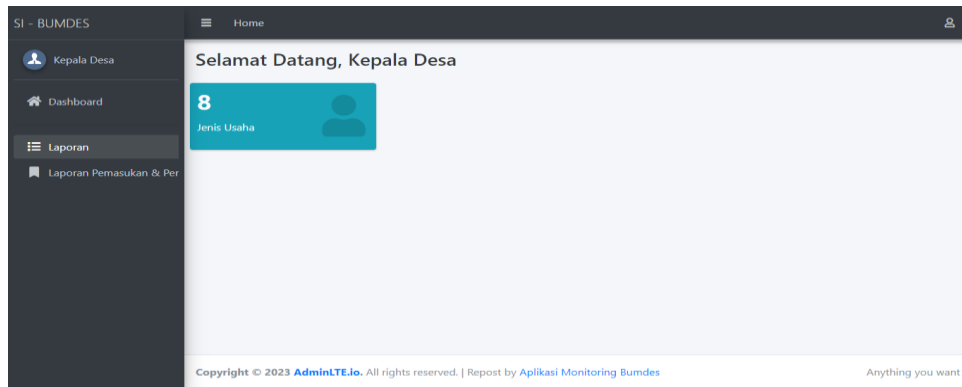 SI - BUMDES
Home
Kepala Desa
Dashboard
Laporan
Laporan Pemasukan & Per
Selamat Datang, Kepala Desa
8
Jenis Usaha
Copyright © 2023 AdminLTE.io. All rights reserved. | Repost by Aplikasi Monitoring Bumdes
Anything you want